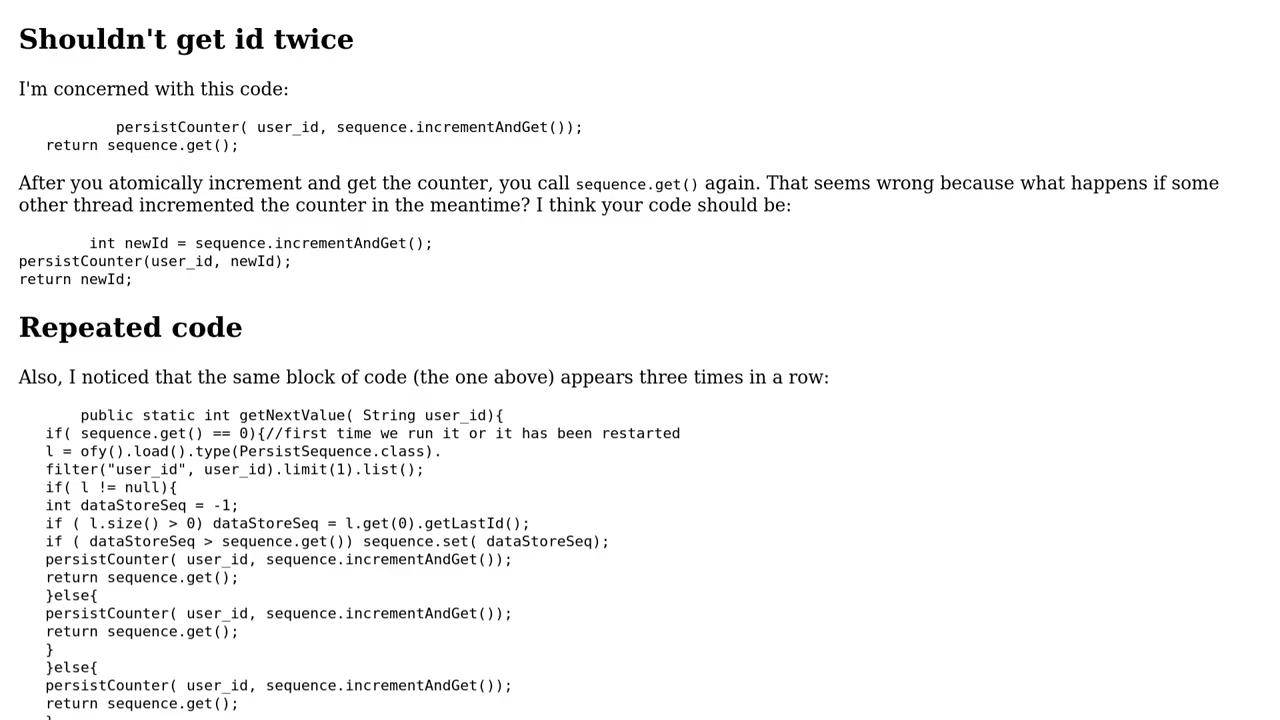 Shouldn't get id twice
I'm concerned with this code:
persistCounter( user_id, sequence.incrementAndGet());
return sequence.get();
After you atomically increment and get the counter, you call sequence.get() again. That seems wrong because what happens if some
other thread incremented the counter in the meantime? I think your code should be:
int newId = sequence.incrementAndGet();
persistCounter(user_id, newId);
return newId;
Repeated code
Also, I noticed that the same block of code (the one above) appears three times in a row:
public static int getNextValue( String user_id){
if( sequence.get() == 0){//first time we run it or it has been restarted
l = ofy().load().type(PersistSequence.class).
filter("user_id", user_id).limit(1).list();
if( l != null){
int dataStoreSeq = -1;
if ( l.size() > 0) dataStoreSeq = l.get(0).getLastId();
if ( dataStoreSeq > sequence.get()) sequence.set( dataStoreSeq);
persistCounter( user_id, sequence.incrementAndGet());
return sequence.get();
}else{
persistCounter( user_id, sequence.incrementAndGet());
return sequence.get();
}
}else{
persistCounter( user_id, sequence.incrementAndGet());
return sequence.get();
}